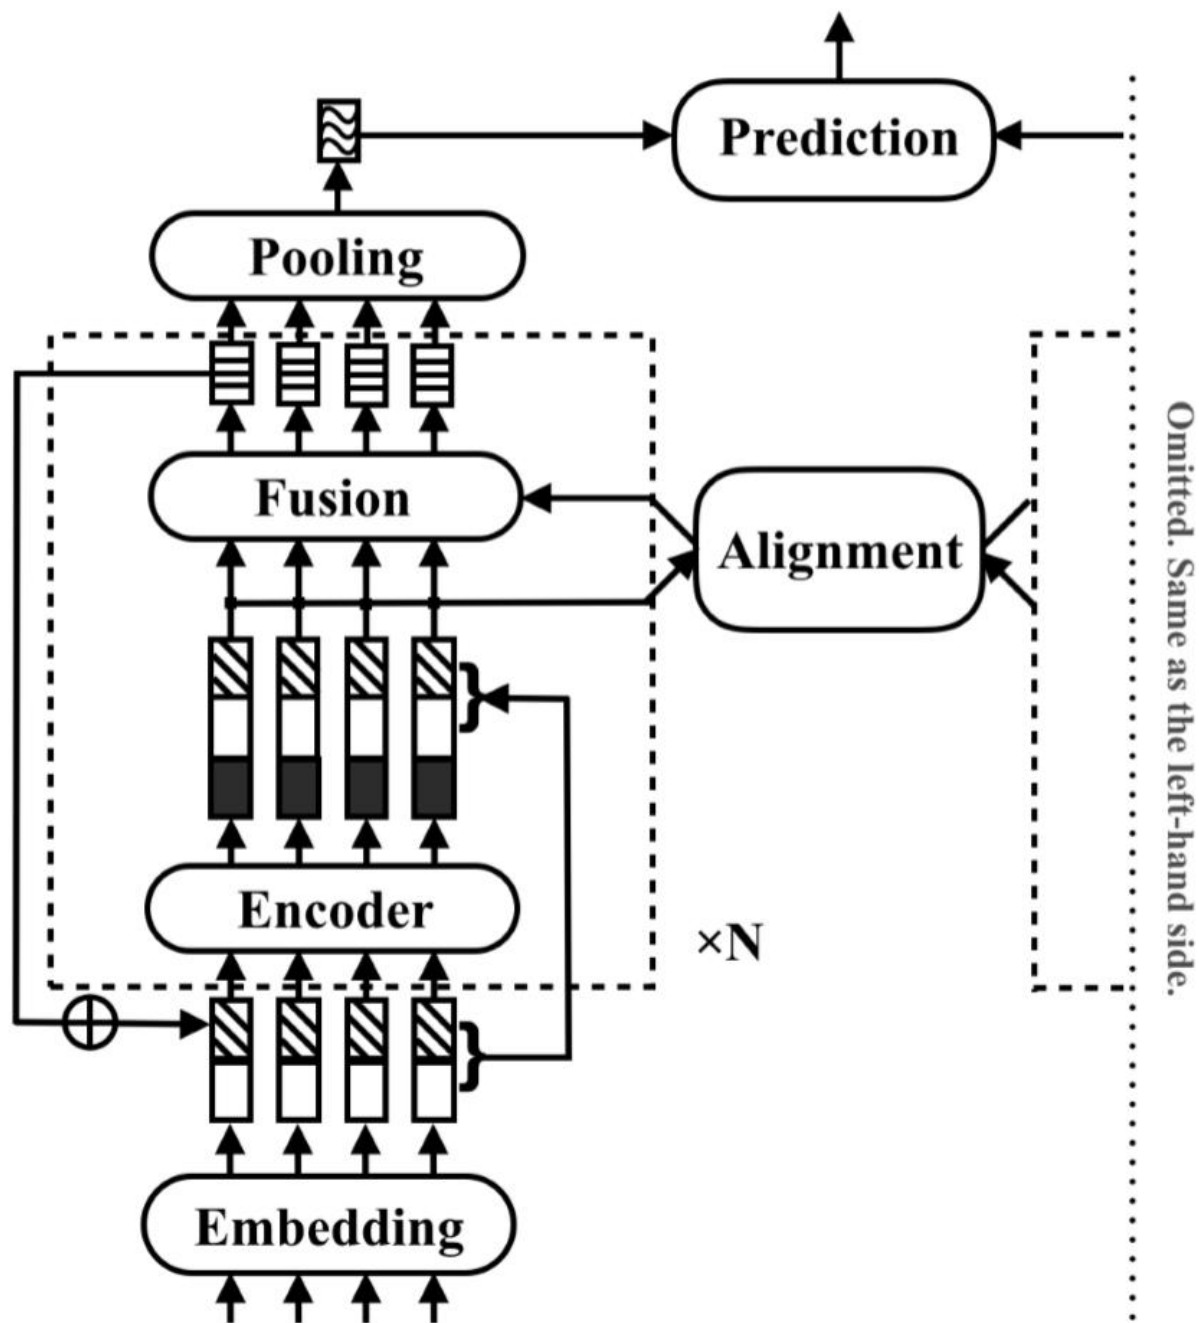 Prediction
Pooling
Fusion
Alignment
Encoder
×N
Embedding
Omitted. Same as the left-hand side.